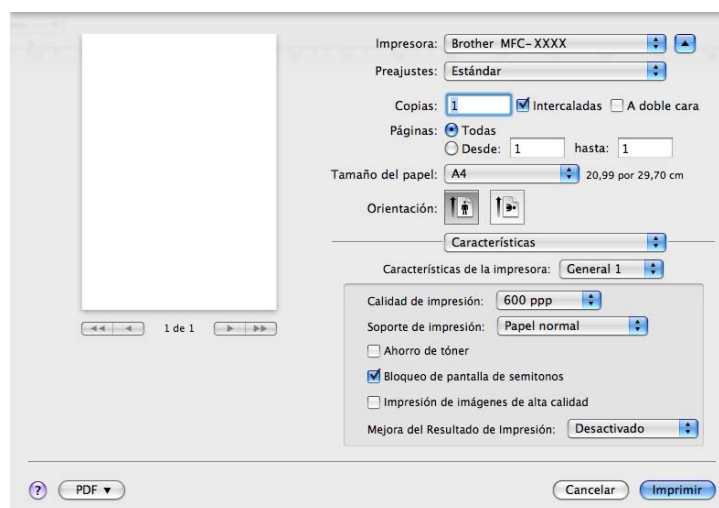 Impresora: Brother MFC-XXXX
Preajustes: Estándar
Copias: 1 Intercaladas A doble cara
Páginas: Todas
Desde: 1 hasta: 1
Tamaño del papel: A4 20,99 por 29,70 cm
Orientación:
Características
Características de la impresora: General 1
Calidad de impresión: 600 ppp
Soporte de impresión: Papel normal
Ahorro de tóner
Bloqueo de pantalla de semitonos
Impresión de imágenes de alta calidad
Mejora del Resultado de Impresión: Desactivado
1 de 1
? PDF ▼ Cancelar Imprimir